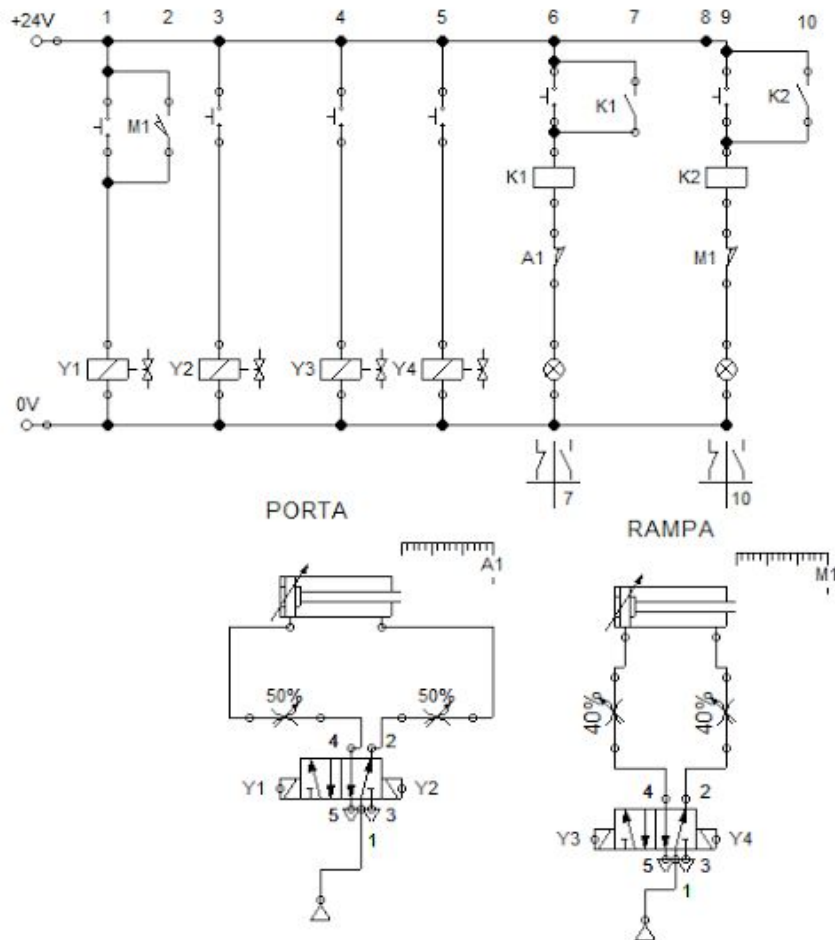 +24V 1 2 3 4 5 6 7 8 9 10
M1 K1 K2
K1 K2
A1 M1
Y1 Y2 Y3 Y4
0V
7 10
PORTA RAMPA
A1 M1
50% 50% 40% 40%
4 2 4 2
Y1 Y2
5 3
1
Y3 Y4
5 3
1